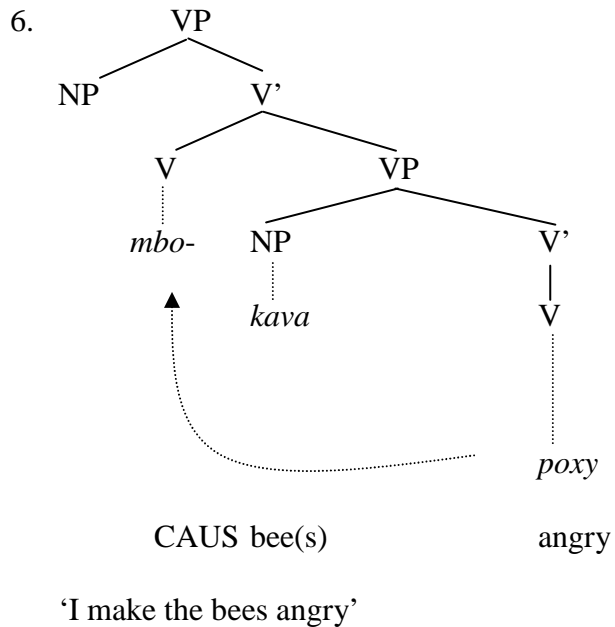 6.
VP
NP V’
V VP
mbo- NP V’
kava V
poxy
CAUS bee(s) angry
‘I make the bees angry’